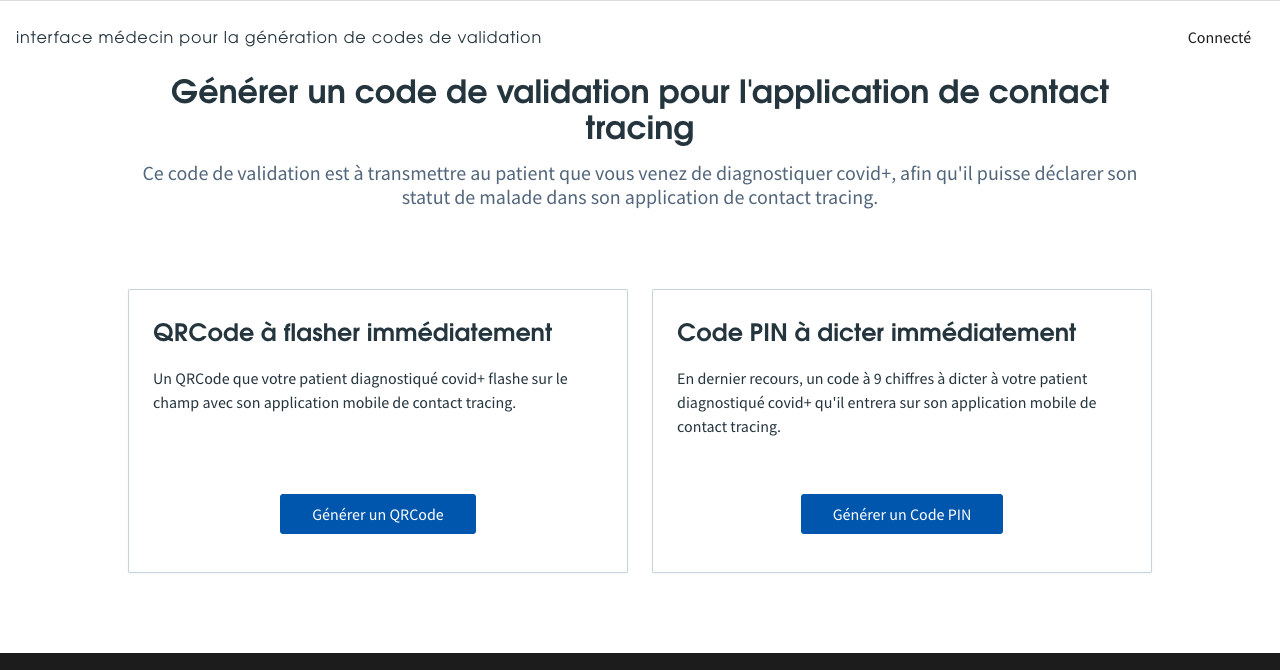 interface médecin pour la génération de codes de validation
Connecté
Générer un code de validation pour l'application de contact
tracing
Ce code de validation est à transmettre au patient que vous venez de diagnostiquer covid+, afin qu'il puisse déclarer son
statut de malade dans son application de contact tracing.
QRCode à flasher immédiatement
Un QRCode que votre patient diagnostiqué covid+ flashe sur le
champ avec son application mobile de contact tracing.
Générer un QRCode
Code PIN à dicter immédiatement
En dernier recours, un code à 9 chiffres à dicter à votre patient
diagnostiqué covid+ qu'il entrera sur son application mobile de
contact tracing.
Générer un Code PIN